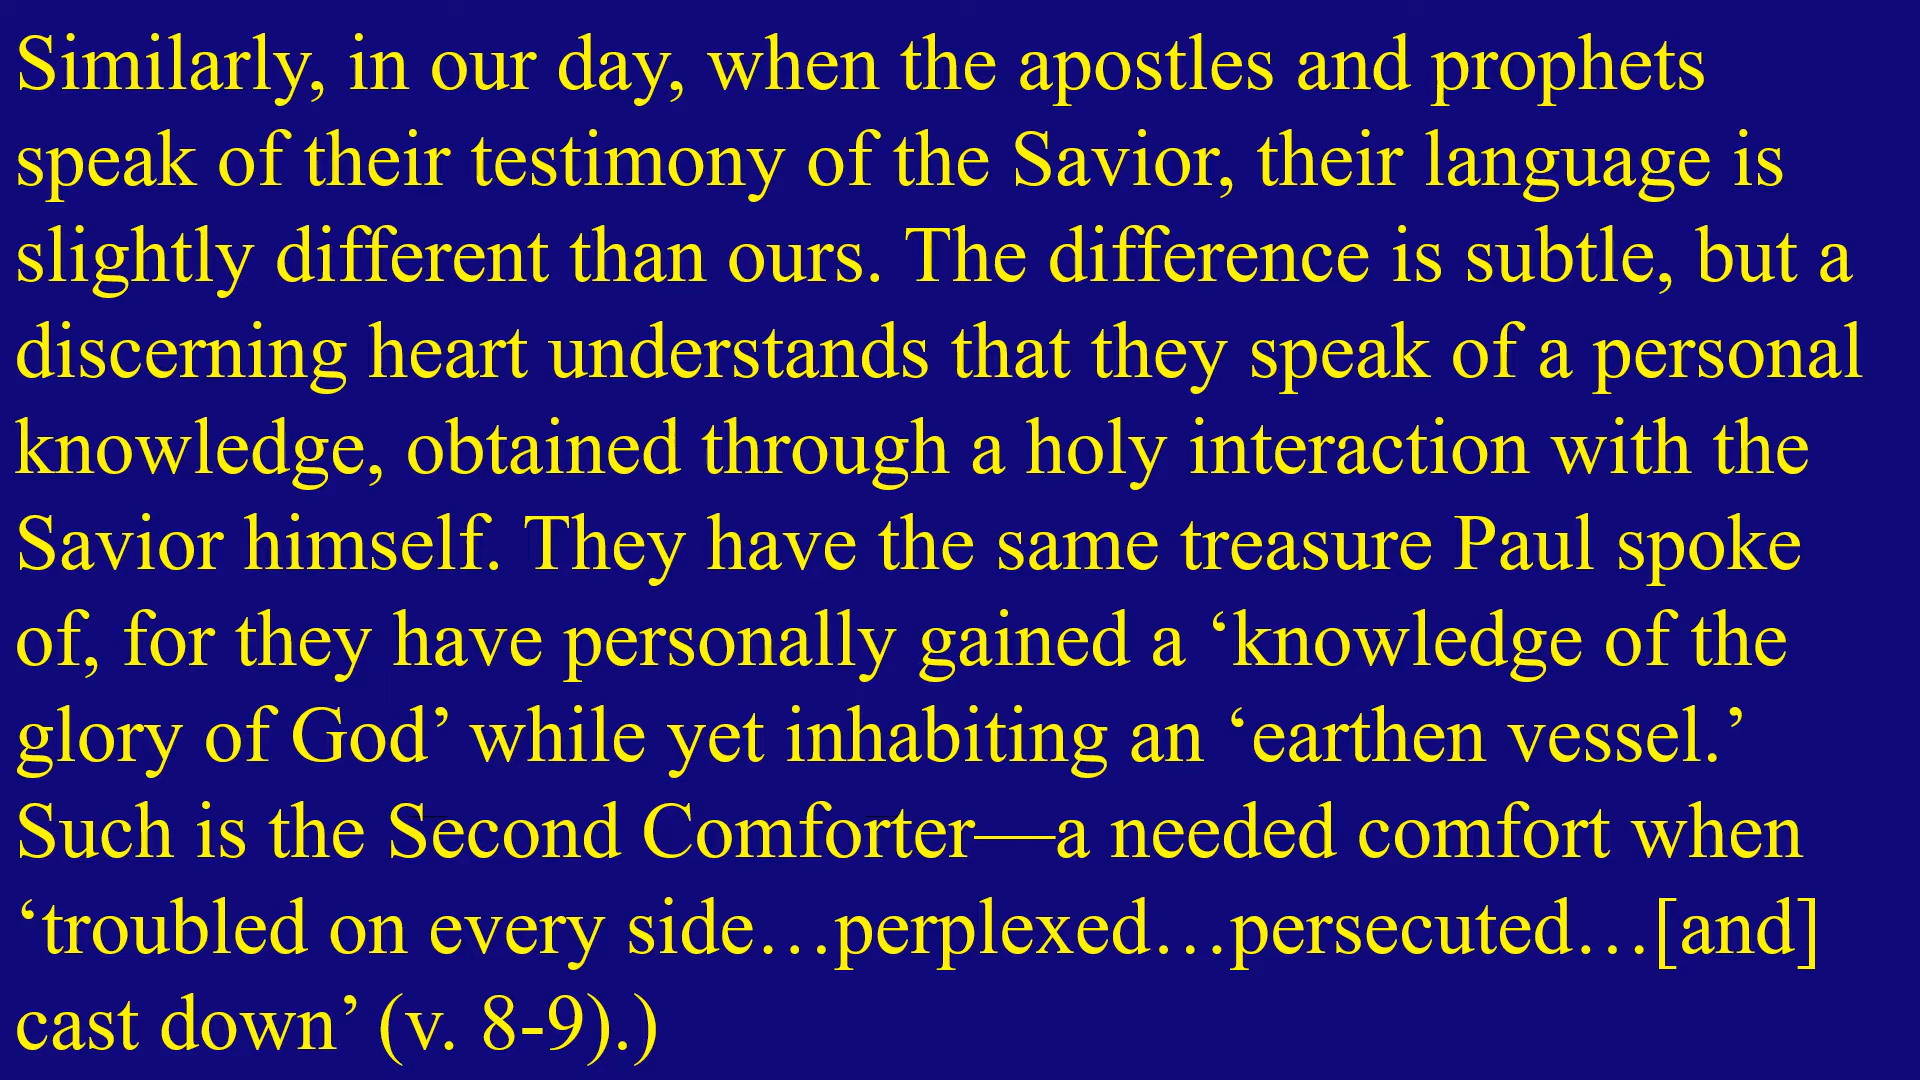 Similarly, in our day, when the apostles and prophets
speak of their testimony of the Savior, their language is
slightly different than ours. The difference is subtle, but a
discerning heart understands that they speak of a personal
knowledge, obtained through a holy interaction with the
Savior himself. They have the same treasure Paul spoke
of, for they have personally gained a ‘knowledge of the
glory of God’ while yet inhabiting an ‘earthen vessel.’
Such is the Second Comforter—a needed comfort when
‘troubled on every side…perplexed…persecuted…[and]
cast down’ (v. 8-9).)